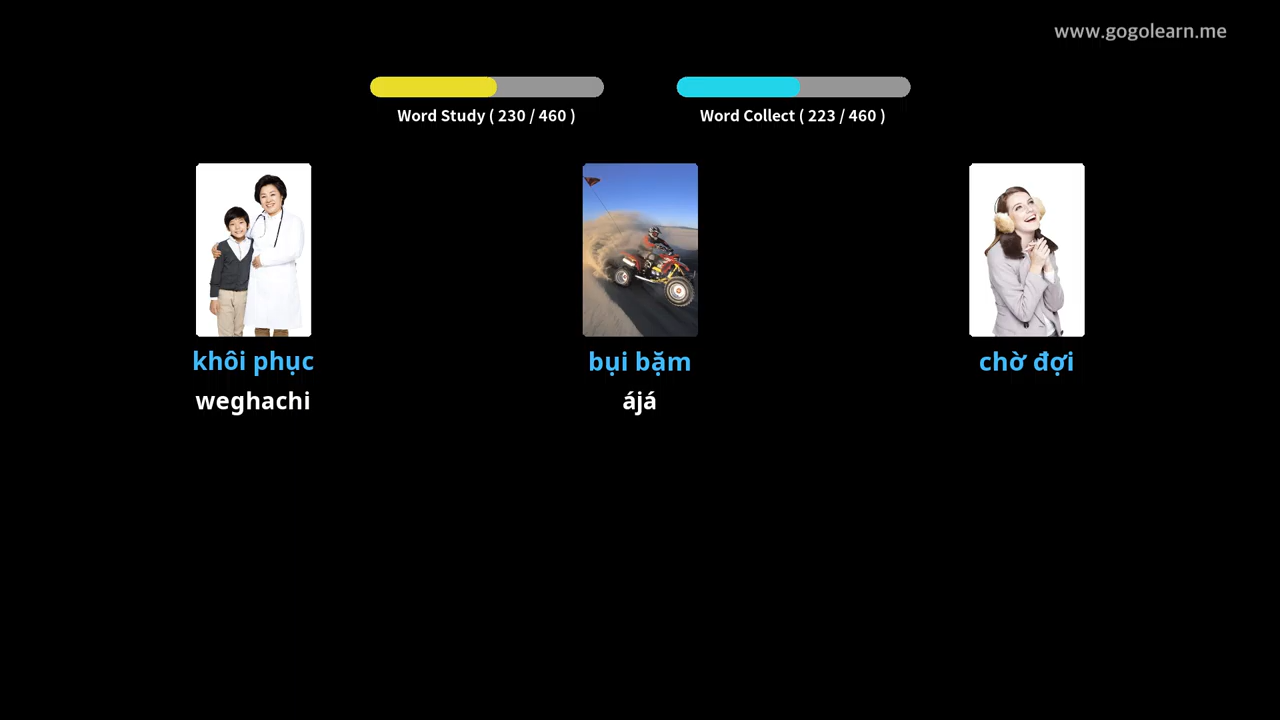 www.gogolearn.me
Word Study ( 230 / 460 )
Word Collect ( 223 / 460 )
khôi phục
bụi bặm
chờ đợi
weghachi
ájá